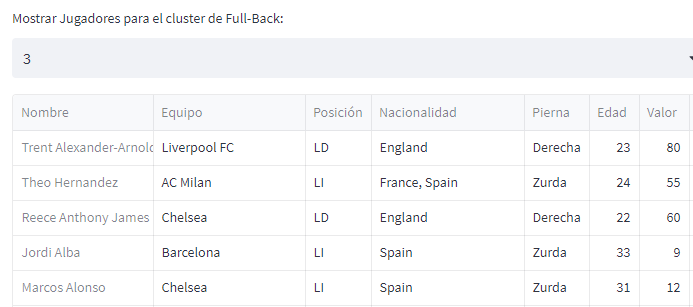 Mostrar Jugadores para el cluster de Full-Back:
3
Nombre Equipo Posición Nacionalidad Pierna Edad Valor
Trent Alexander-Arnolc Liverpool FC LD England Derecha 23 80
Theo Hernandez AC Milan LI France, Spain Zurda 24 55
Reece Anthony James Chelsea LD England Derecha 22 60
Jordi Alba Barcelona LI Spain Zurda 33 9
Marcos Alonso Chelsea LI Spain Zurda 31 12